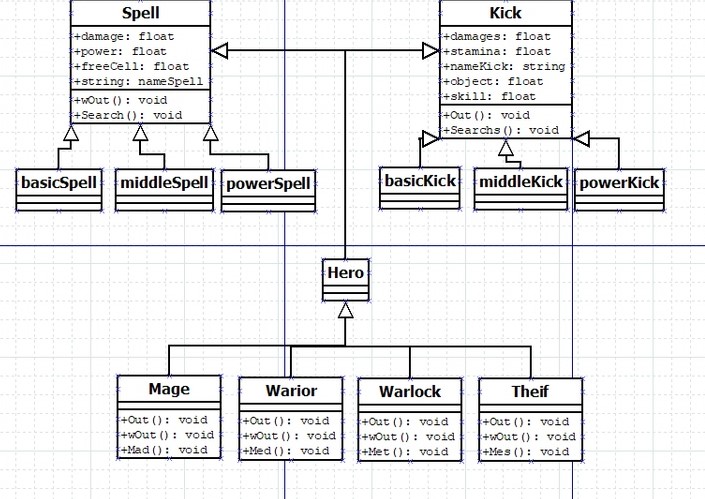 Spell
+damage: float
+power: float
+freeCell: float
+string: nameSpell
+wOut(): void
+Search(): void
Kick
+damages: float
+stamina: float
+nameKick: string
+object: float
+skill: float
+Out(): void
+Searchs(): void
basicSpell
middleSpell
powerSpell
basicKick
middleKick
powerKick
Hero
Mage
+Out(): void
+wOut(): void
+Mad(): void
Warior
+Out(): void
+wOut(): void
+Med(): void
Warlock
+Out(): void
+wOut(): void
+Met(): void
Theif
+Out(): void
+wOut(): void
+Mes(): void